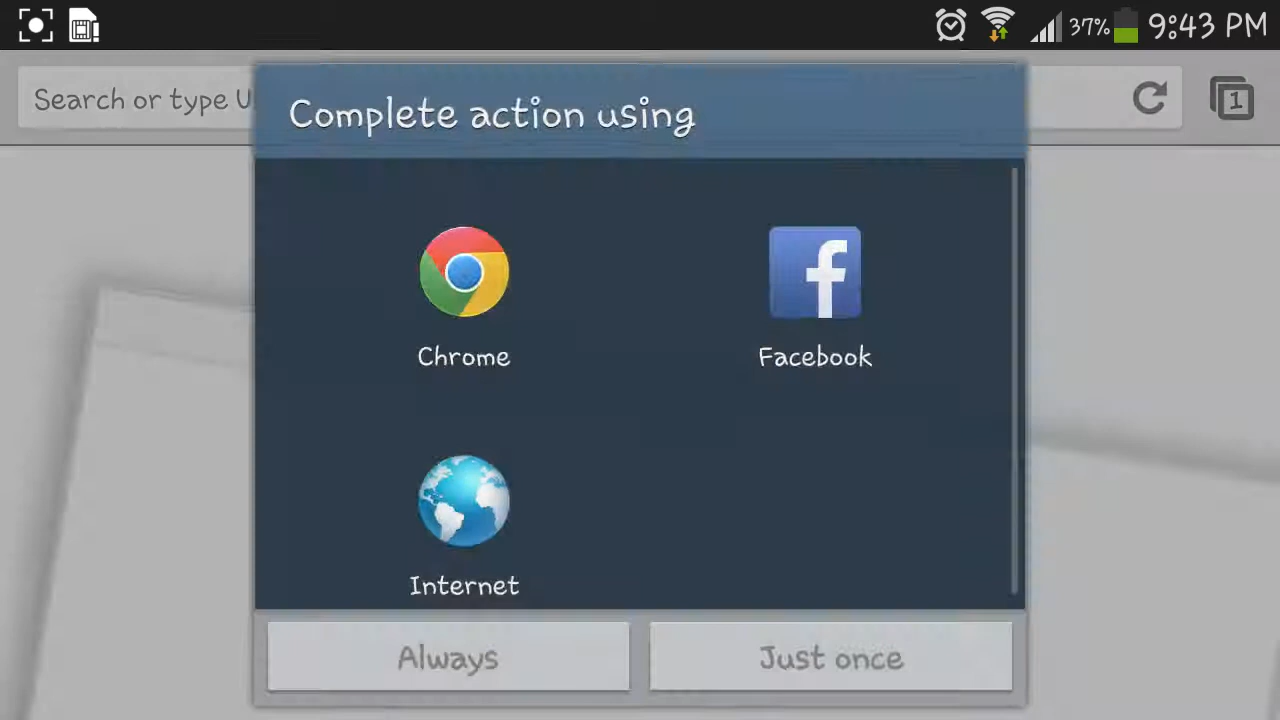 37% 9:43 PM
Search or type U
1
Complete action using
Chrome
Facebook
Internet
Always
Just once